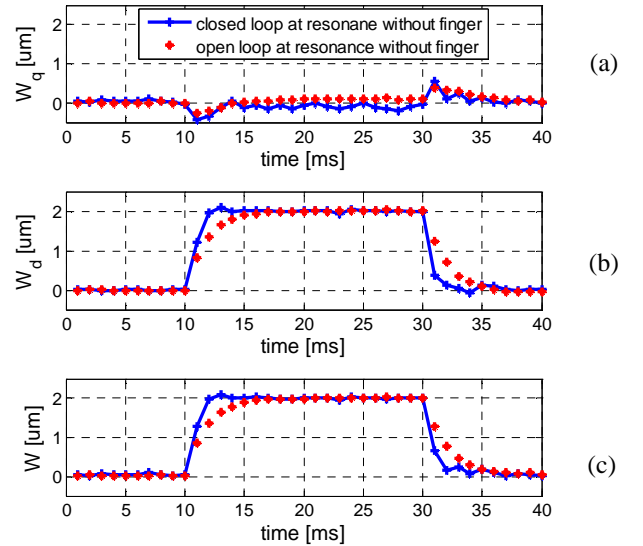 closed loop at resonane without finger
open loop at resonance without finger
W_q [um]
2
1
0
0 5 10 15 20 25 30 35 40
time [ms]
(a)
W_d [um]
2
1
0
0 5 10 15 20 25 30 35 40
time [ms]
(b)
W [um]
2
1
0
0 5 10 15 20 25 30 35 40
time [ms]
(c)